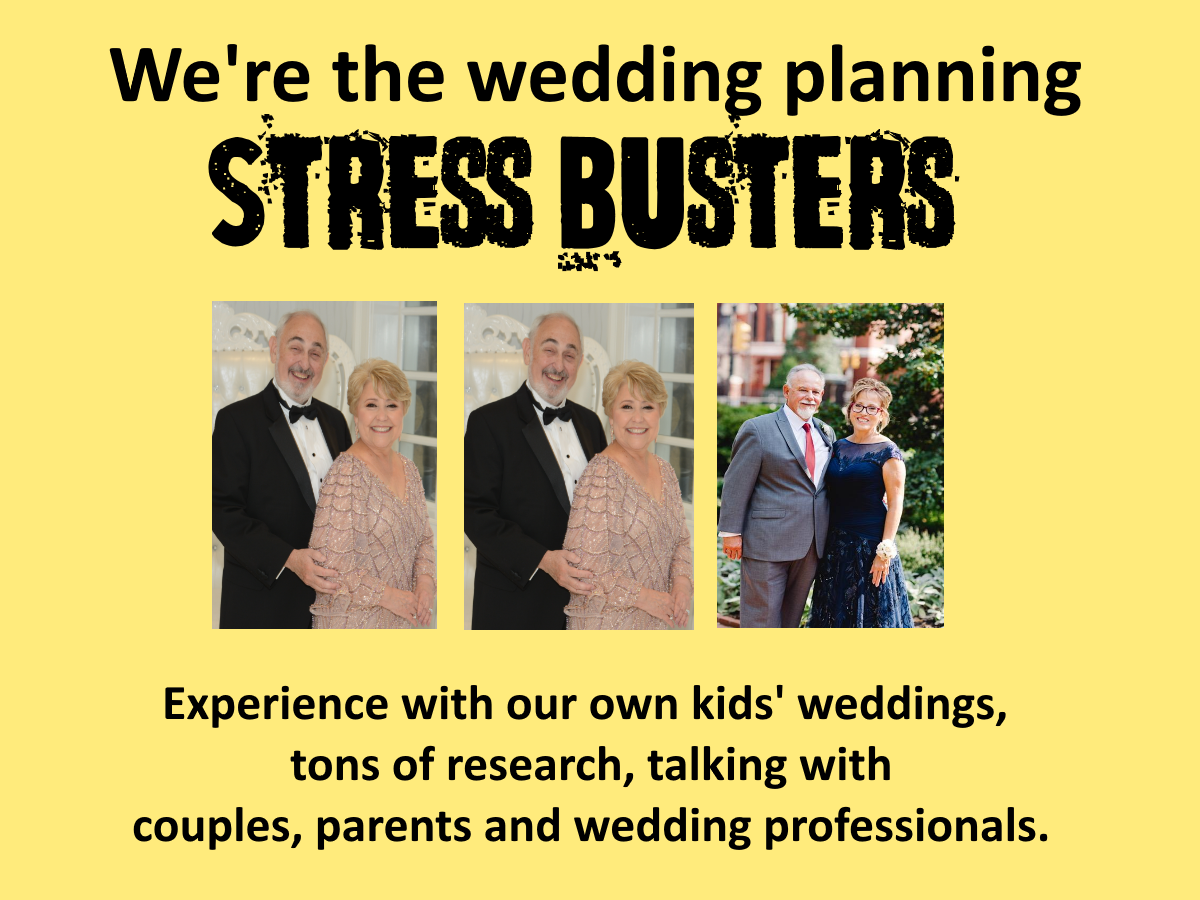 We're the wedding planning
STRESS BUSTERS
Experience with our own kids' weddings,
tons of research, talking with
couples, parents and wedding professionals.